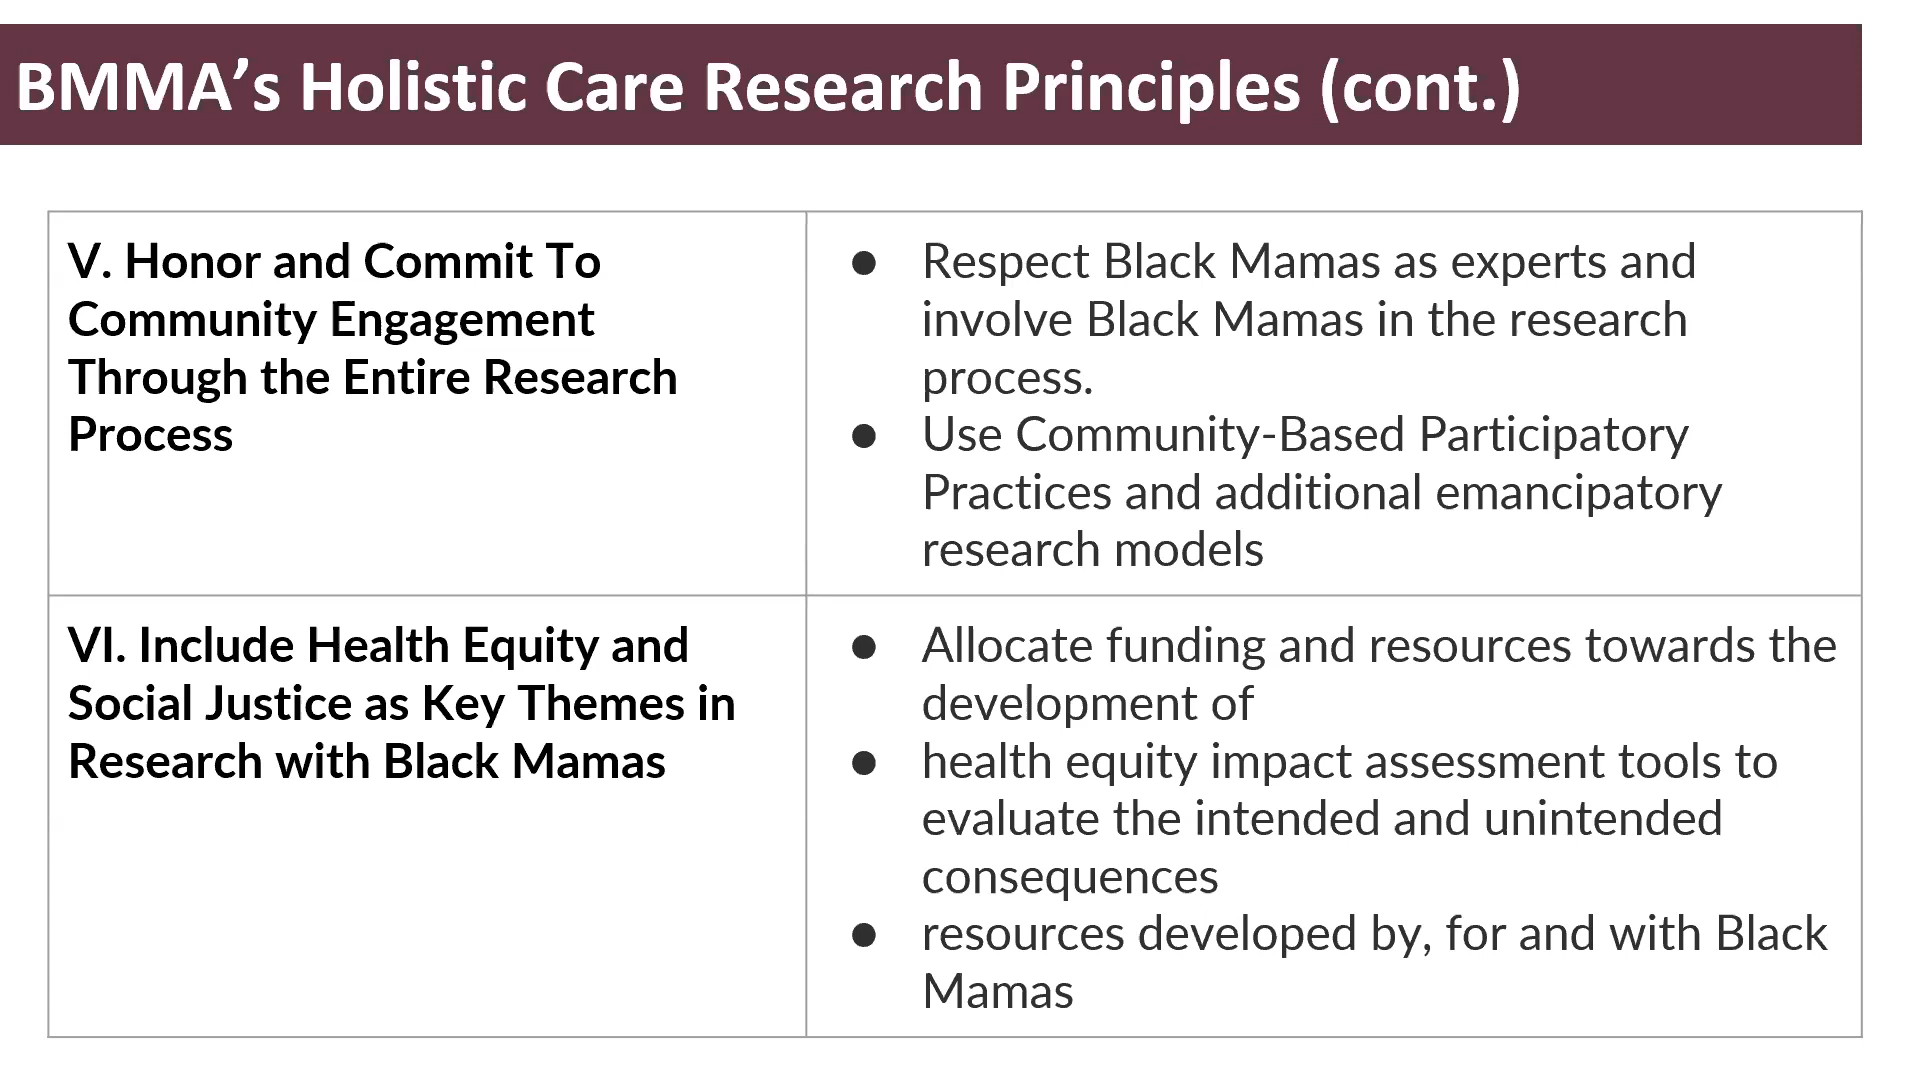 BMMA’s Holistic Care Research Principles (cont.)
V. Honor and Commit To
Community Engagement
Through the Entire Research
Process
● Respect Black Mamas as experts and
involve Black Mamas in the research
process.
● Use Community-Based Participatory
Practices and additional emancipatory
research models
VI. Include Health Equity and
Social Justice as Key Themes in
Research with Black Mamas
● Allocate funding and resources towards the
development of
● health equity impact assessment tools to
evaluate the intended and unintended
consequences
● resources developed by, for and with Black
Mamas